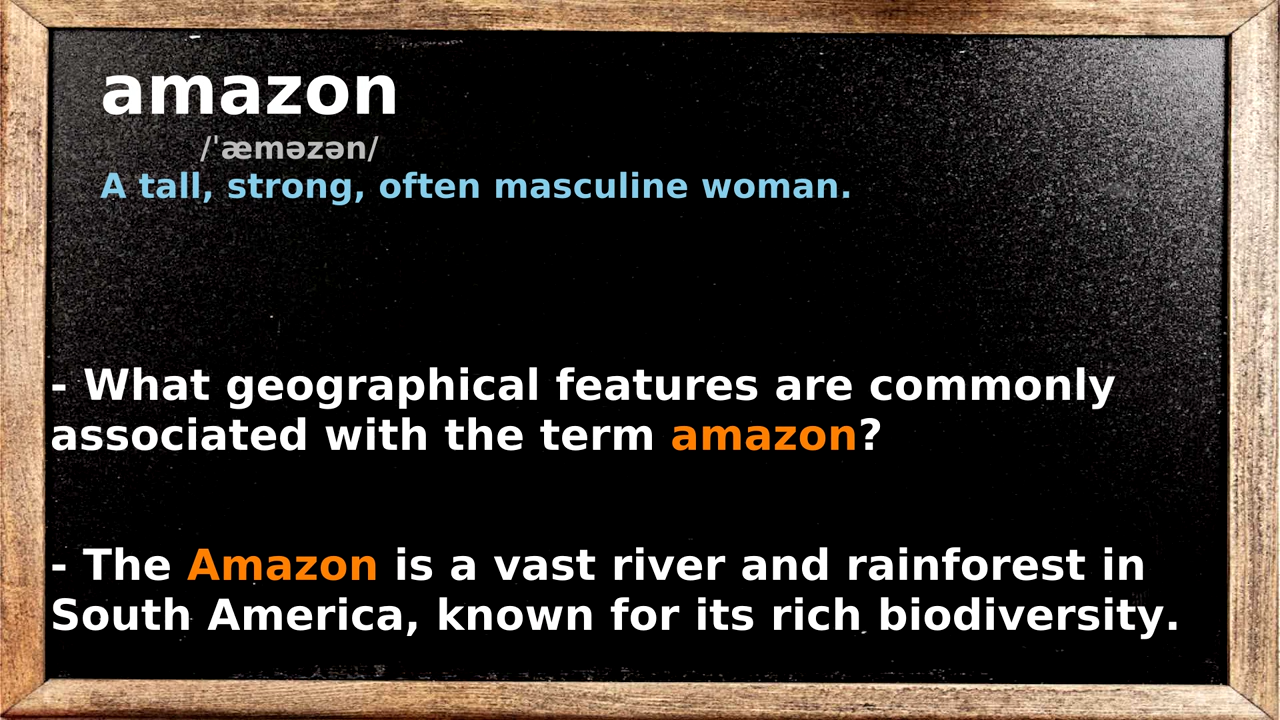 amazon
/ˈæməzən/
A tall, strong, often masculine woman.
- What geographical features are commonly
associated with the term amazon?
- The Amazon is a vast river and rainforest in
South America, known for its rich biodiversity.